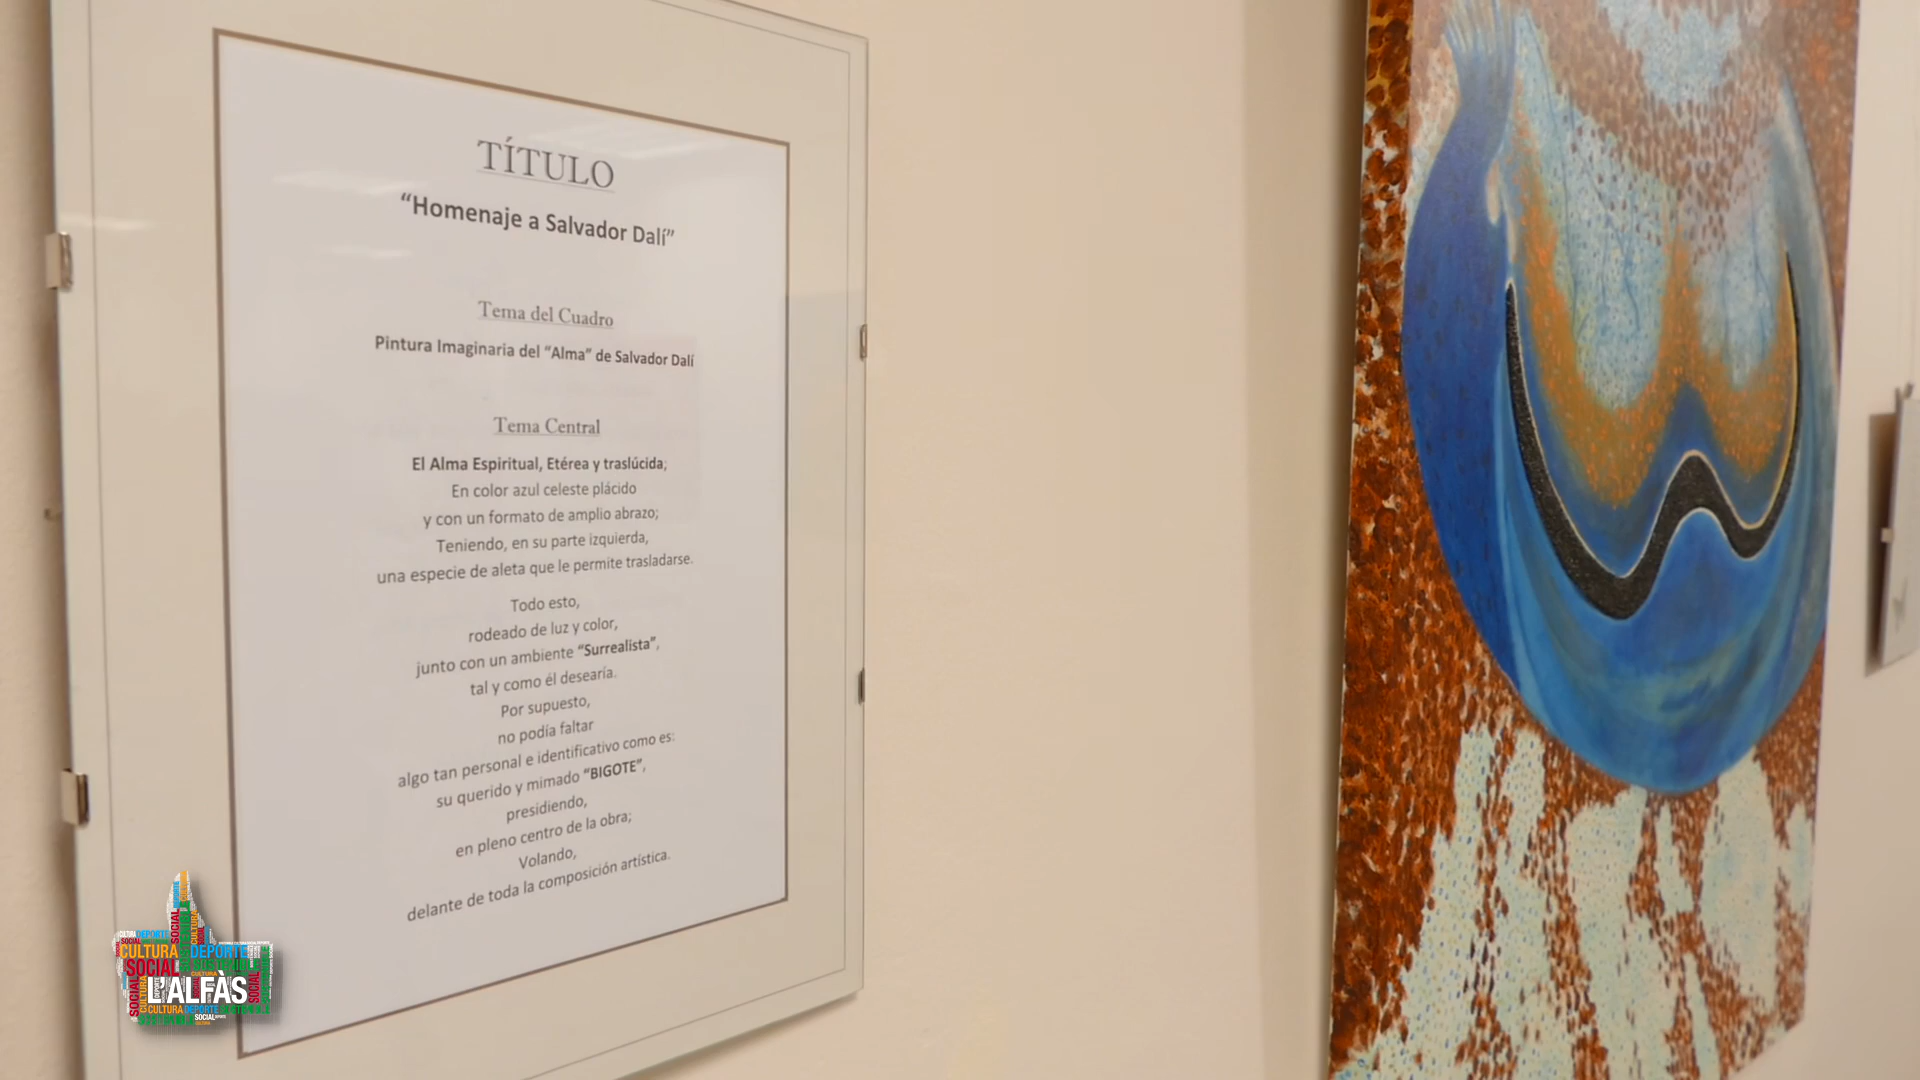 TÍTULO
“Homenaje a Salvador Dalí”
Tema del Cuadro
Pintura Imaginaria del “Alma” de Salvador Dalí
Tema Central
El Alma Espiritual, Etérea y traslúcida;
En color azul celeste plácido
y con un formato de amplio abrazo;
Teniendo, en su parte izquierda,
una especie de aleta que le permite trasladarse.
Todo esto,
rodeado de luz y color,
junto con un ambiente “Surrealista”,
tal y como él desearía.
Por supuesto,
no podía faltar
algo tan personal e identificativo como es:
su querido y mimado “BIGOTE”,
presidiendo,
en pleno centro de la obra;
Volando,
delante de toda la composición artística.
CULTURA DEPORTE
SOCIAL
L'ALFÀS
CULTURA DEPORTE
SOCIAL